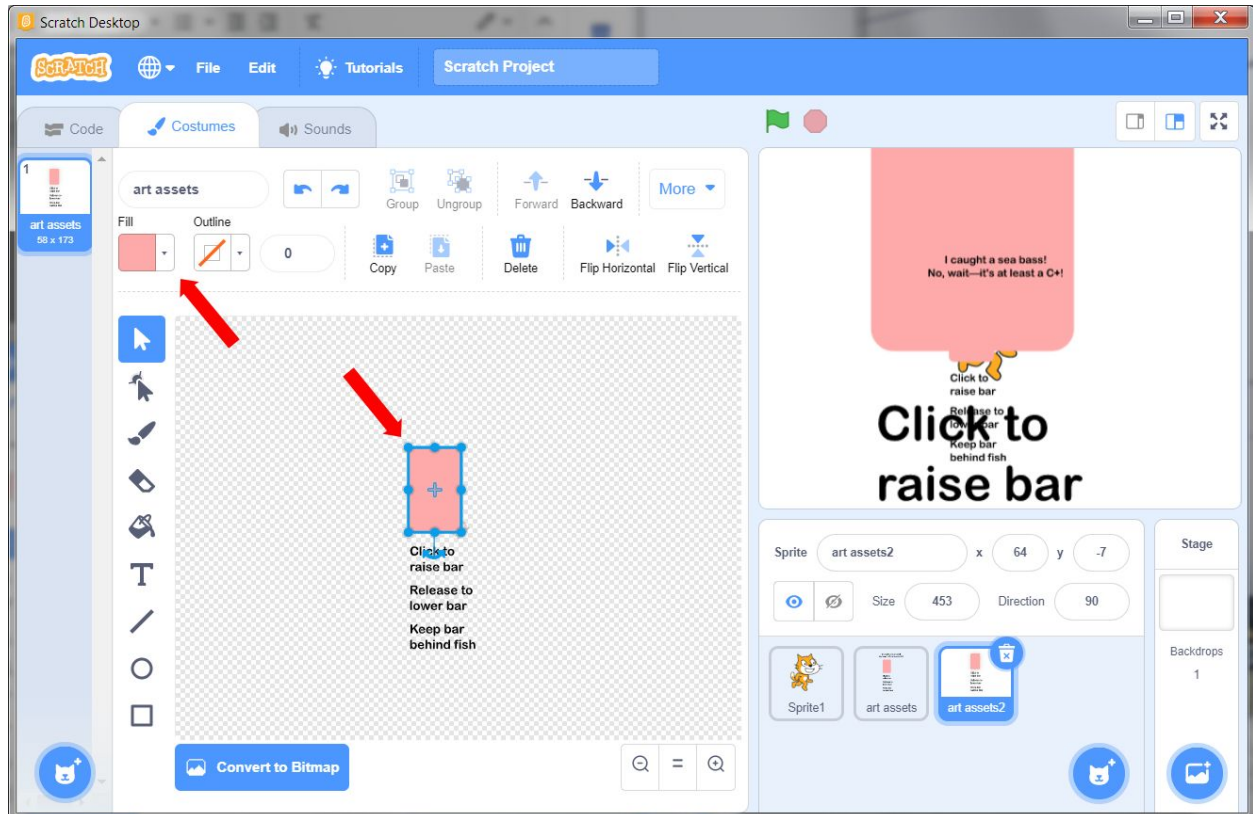 Scratch Desktop
SCRATCH File Edit Tutorials Scratch Project
Code Costumes Sounds
1
art assets
58 x 173
art assets
Group Ungroup Forward Backward More
Fill Outline
0
Copy Paste Delete Flip Horizontal Flip Vertical
Click to
raise bar
Release to
lower bar
Keep bar
behind fish
T
Convert to Bitmap
=
I caught a sea bass!
No, wait—it's at least a C+!
Click to
raise bar
Release to
lower bar
Keep bar
behind fish
Click to
raise bar
Sprite art assets2 x 64 y -7
Size 453 Direction 90
Sprite1 art assets art assets2
Stage
Backdrops
1